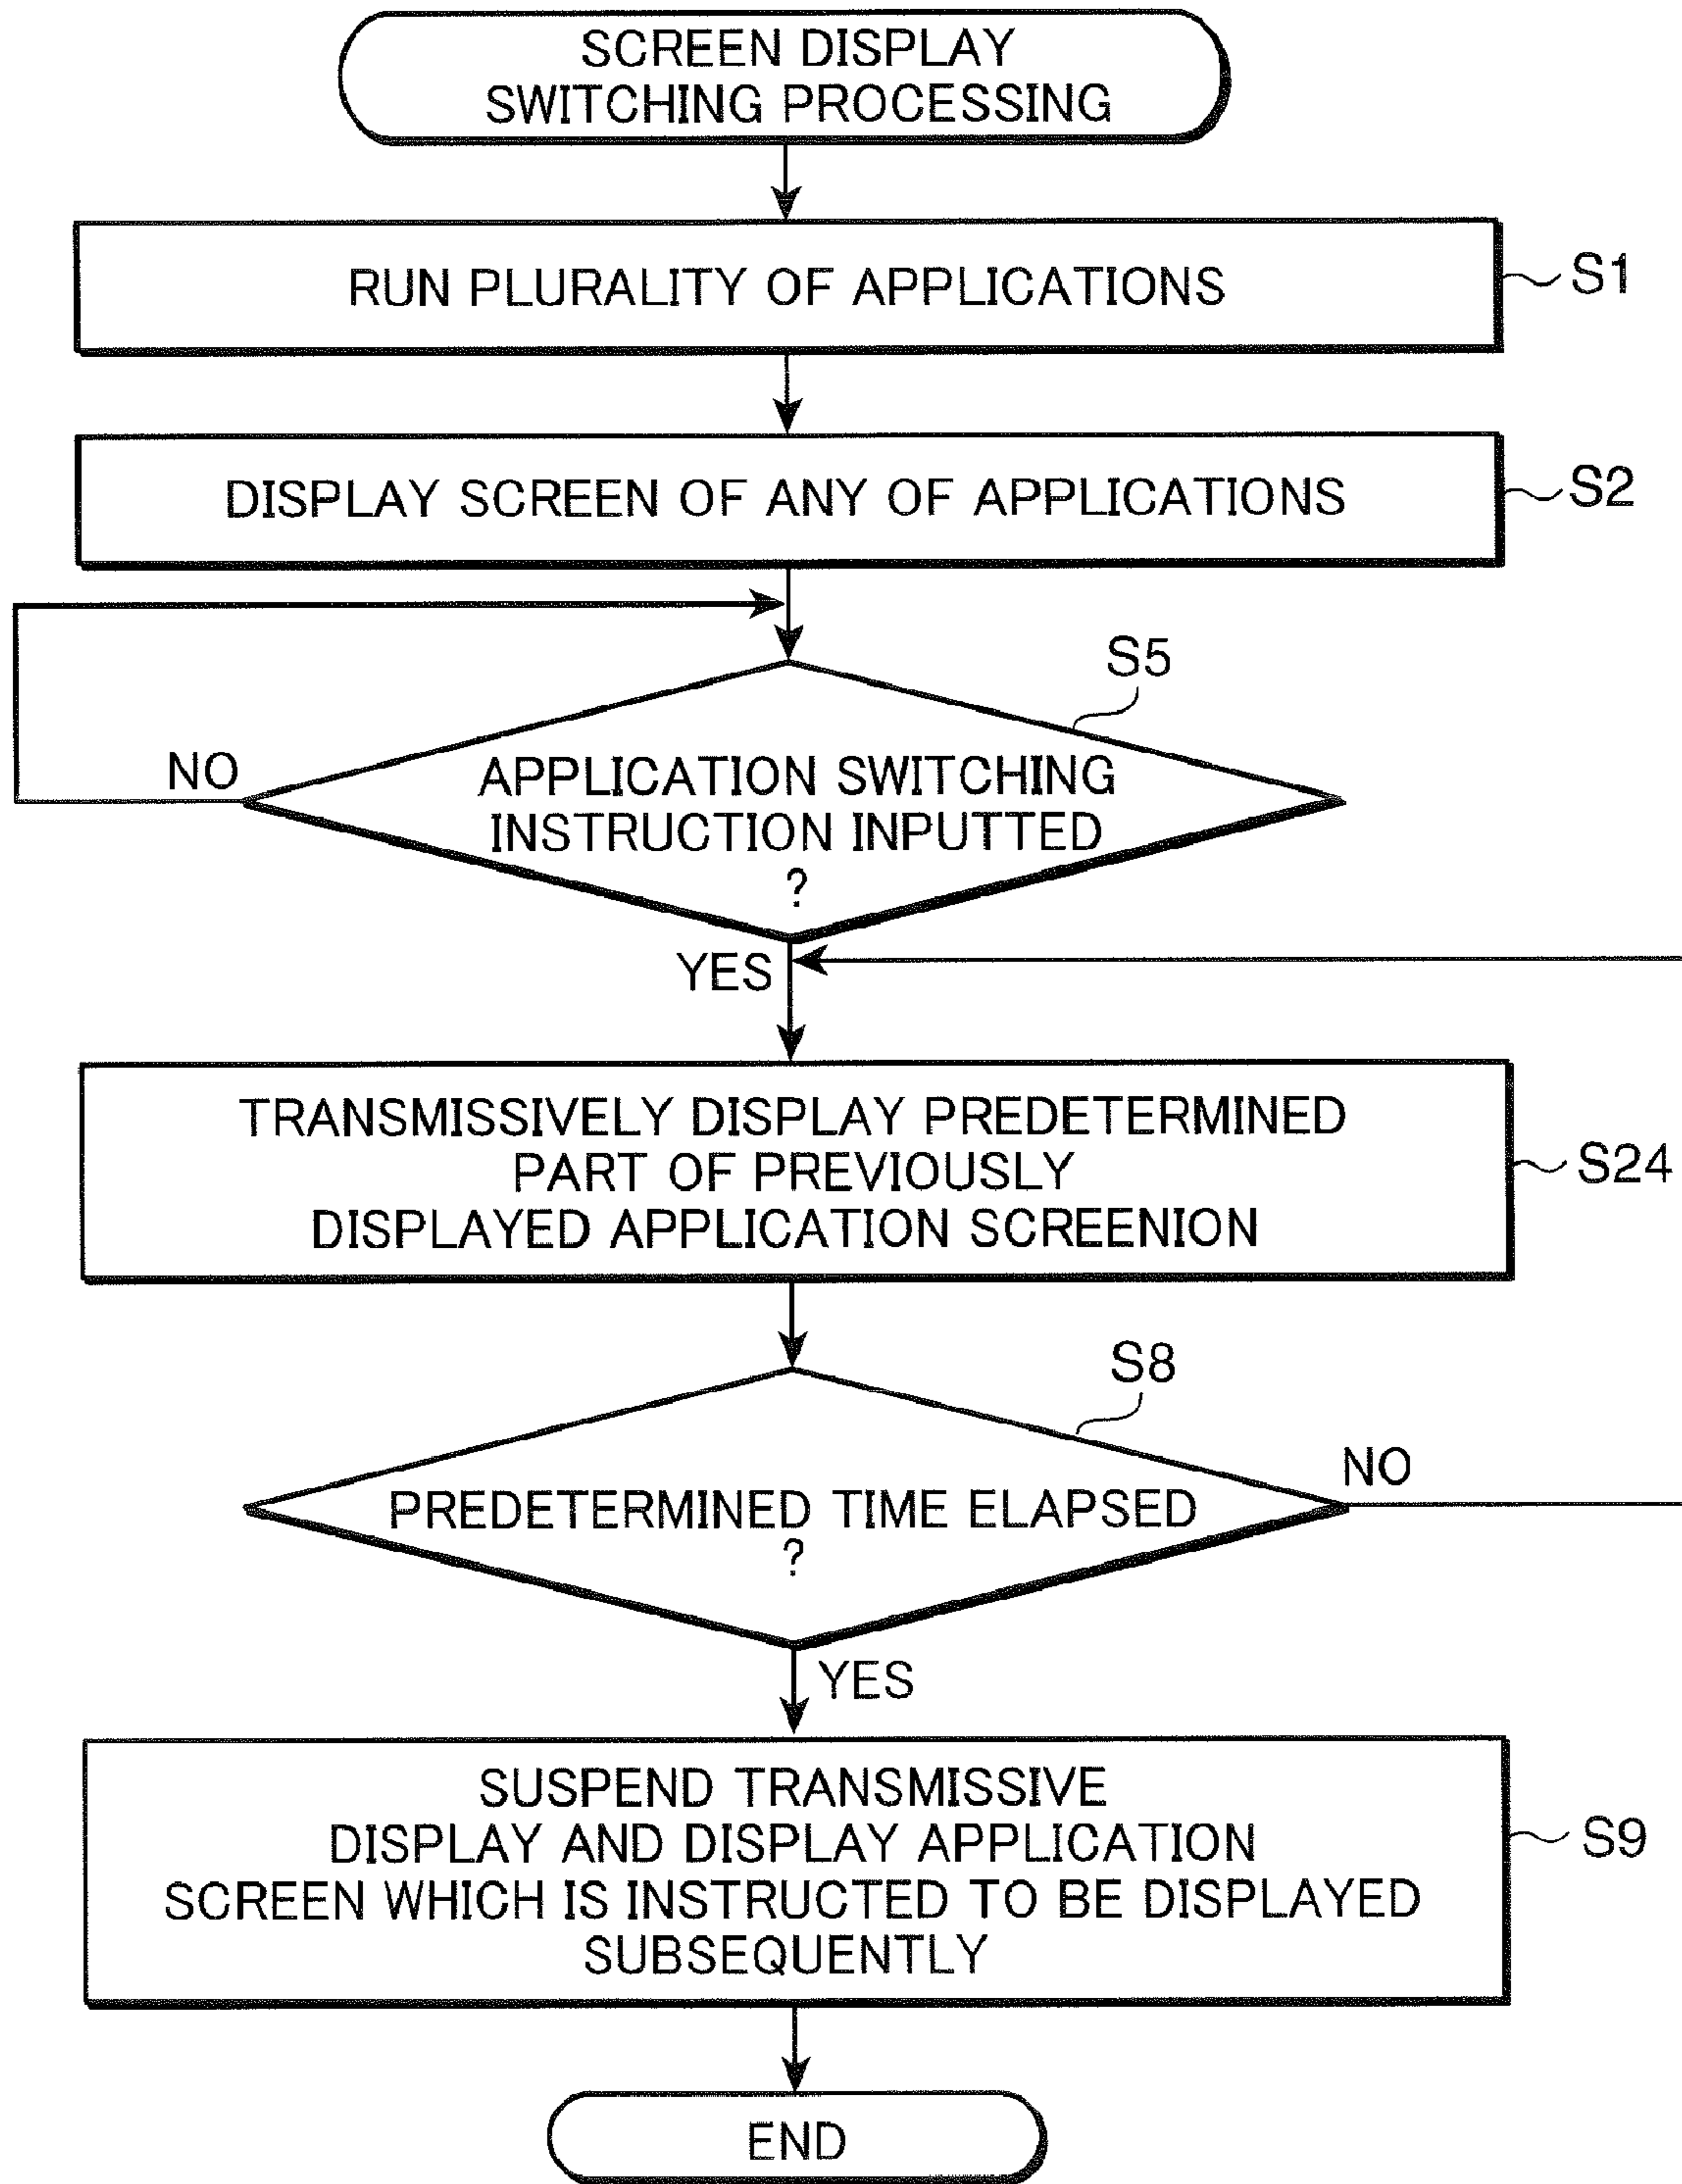 SCREEN DISPLAY
SWITCHING PROCESSING
RUN PLURALITY OF APPLICATIONS
S1
DISPLAY SCREEN OF ANY OF APPLICATIONS
S2
S5
NO
APPLICATION SWITCHING
INSTRUCTION INPUTTED
?
YES
TRANSMISSIVELY DISPLAY PREDETERMINED
PART OF PREVIOUSLY
DISPLAYED APPLICATION SCREENION
S24
S8
NO
PREDETERMINED TIME ELAPSED
?
YES
SUSPEND TRANSMISSIVE
DISPLAY AND DISPLAY APPLICATION
SCREEN WHICH IS INSTRUCTED TO BE DISPLAYED
SUBSEQUENTLY
S9
END